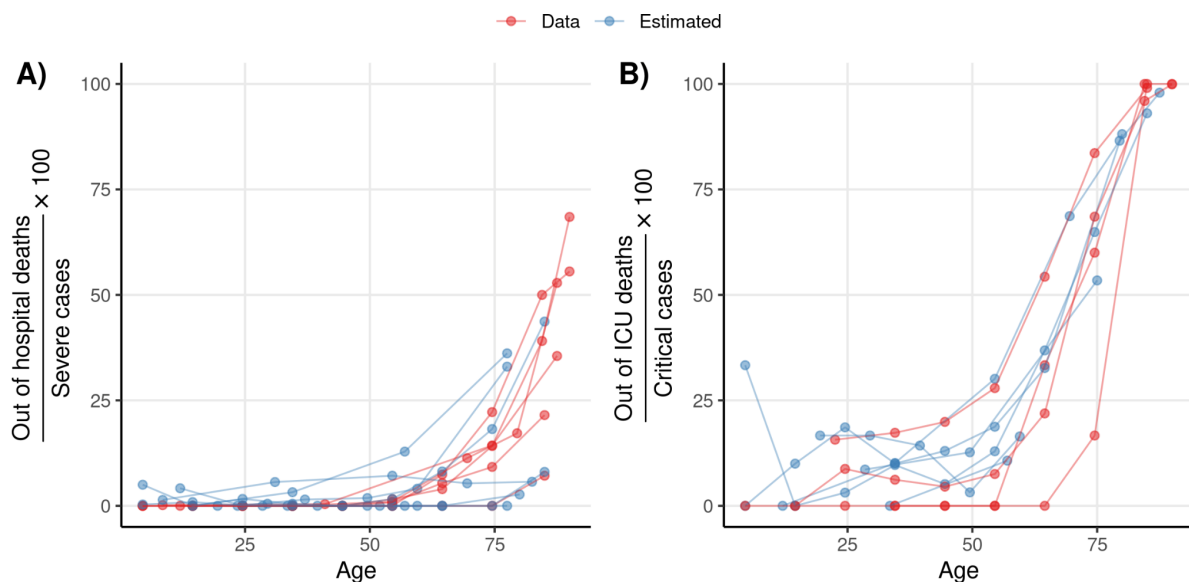 Data Estimated
A)
Out of hospital deaths
Severe cases
× 100
100
75
50
25
0
25 50 75
Age
B)
Out of ICU deaths
Critical cases
× 100
100
75
50
25
0
25 50 75
Age